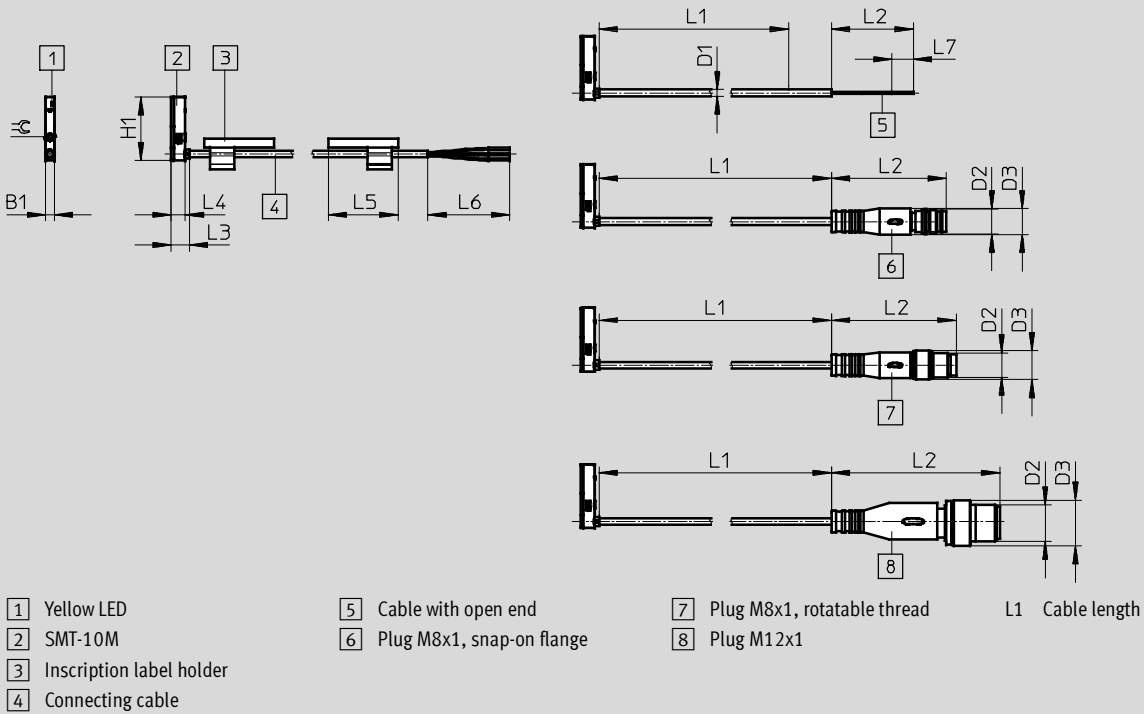 1
2
3
H1
B1
L4
L3
4
L5
L6
L1
L2
L7
D1
5
L1
L2
D2
D3
6
L1
L2
D2
D3
7
L1
L2
D2
D3
8
1 Yellow LED
2 SMT-10M
3 Inscription label holder
4 Connecting cable
5 Cable with open end
6 Plug M8x1, snap-on flange
7 Plug M8x1, rotatable thread
8 Plug M12x1
L1 Cable length